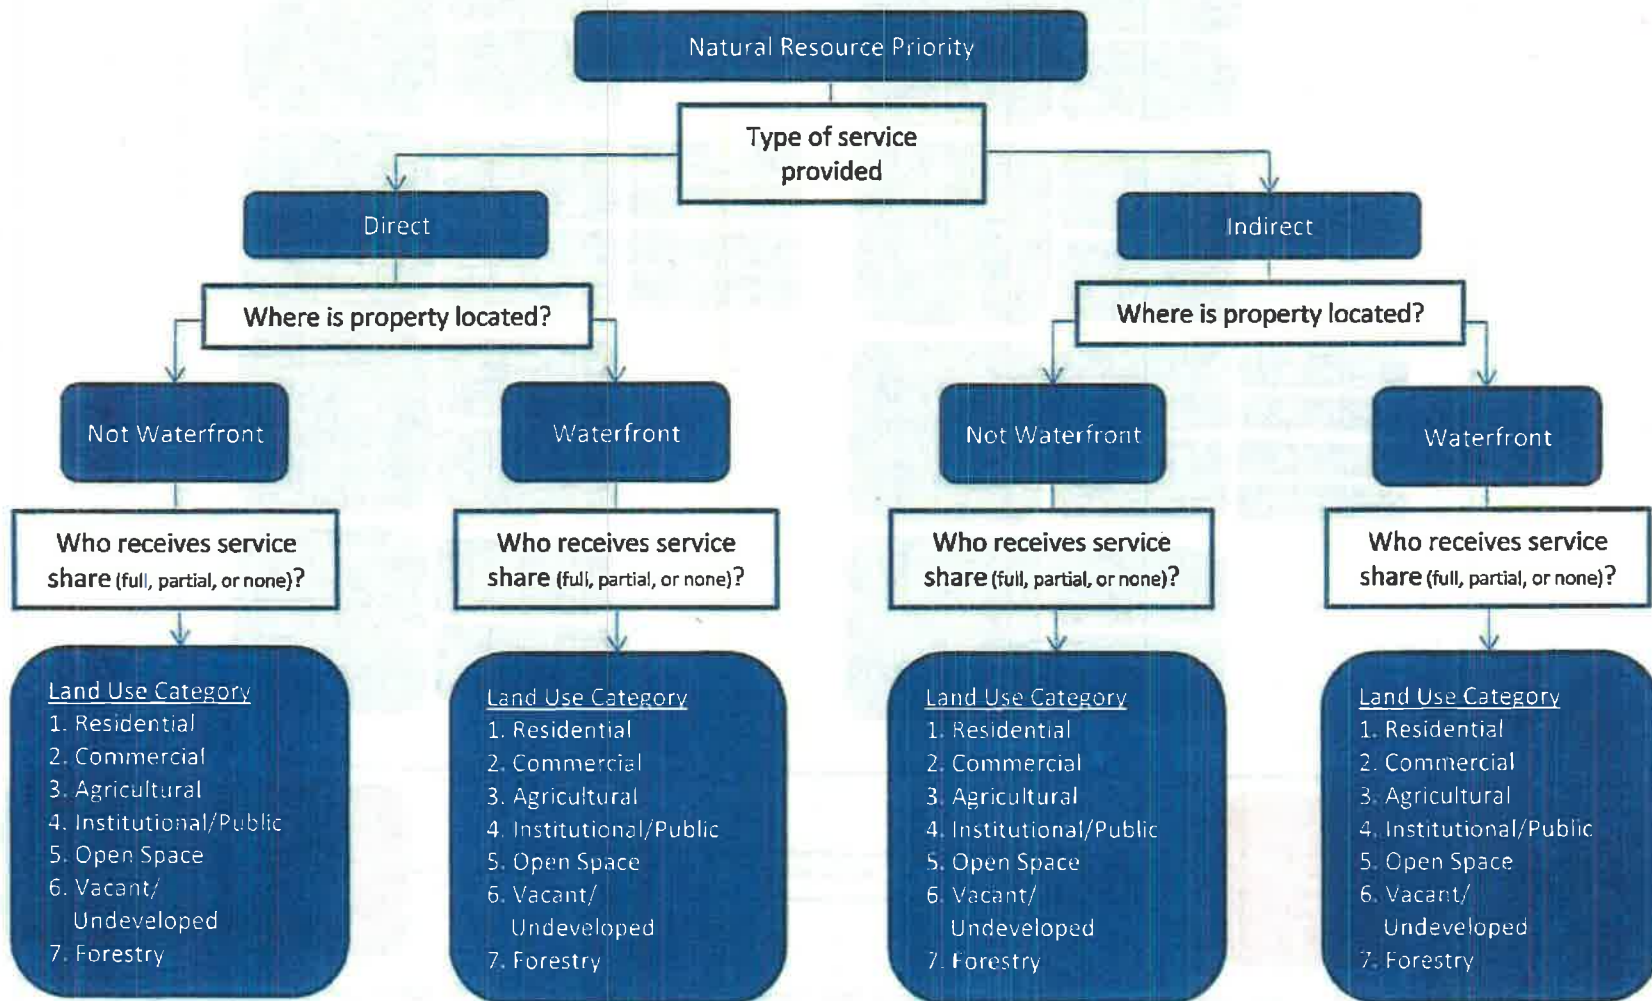 Natural Resource Priority
Type of service
provided
Direct
Indirect
Where is property located?
Where is property located?
Not Waterfront
Waterfront
Not Waterfront
Waterfront
Who receives service
share (full, partial, or none)?
Who receives service
share (full, partial, or none)?
Who receives service
share (full, partial, or none)?
Who receives service
share (full, partial, or none)?
Land Use Category
1. Residential
2. Commercial
3. Agricultural
4. Institutional/Public
5. Open Space
6. Vacant/
Undeveloped
7. Forestry
Land Use Category
1. Residential
2. Commercial
3. Agricultural
4. Institutional/Public
5. Open Space
6. Vacant/
Undeveloped
7. Forestry
Land Use Category
1. Residential
2. Commercial
3. Agricultural
4. Institutional/Public
5. Open Space
6. Vacant/
Undeveloped
7. Forestry
Land Use Category
1. Residential
2. Commercial
3. Agricultural
4. Institutional/Public
5. Open Space
6. Vacant/
Undeveloped
7. Forestry